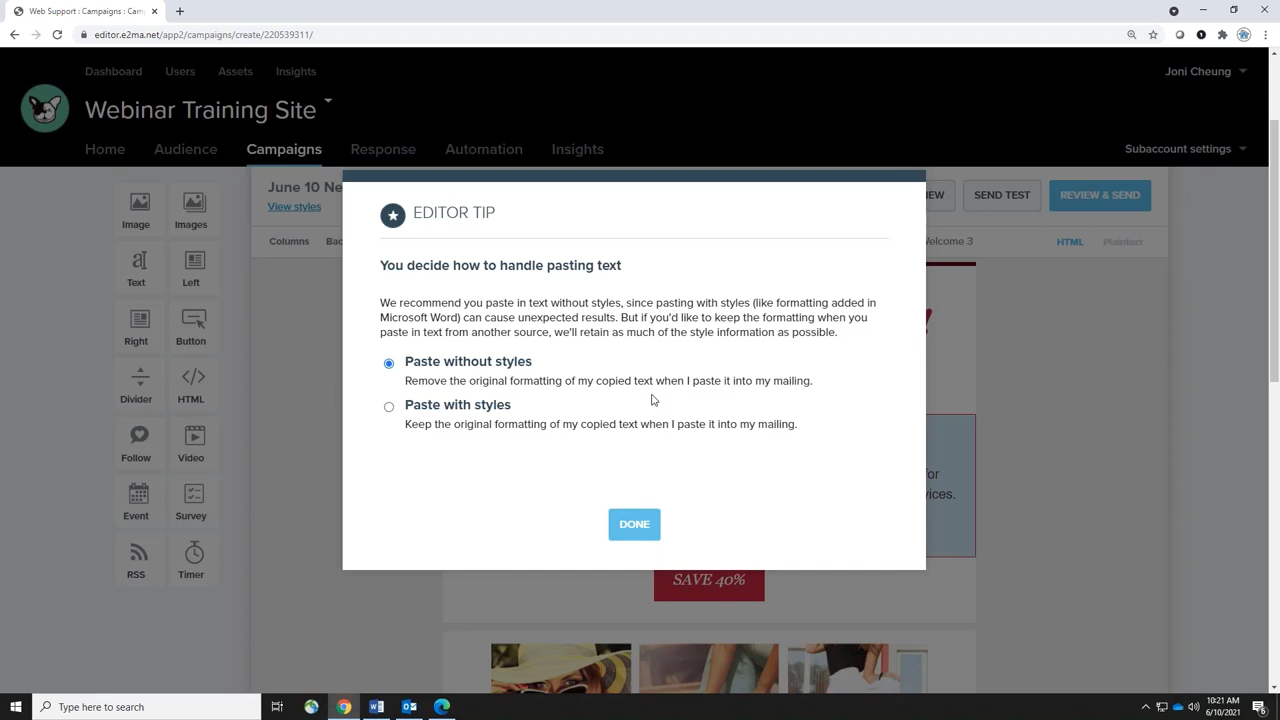 Web Support : Campaigns : Cam
editor.e2ma.net/app2/campaigns/create/220539311/
Dashboard Users Assets Insights
Joni Cheung
Webinar Training Site
Home Audience Campaigns Response Automation Insights
Subaccount settings
June 10 Ne
View styles
SEND TEST
REVIEW & SEND
Columns
Welcome 3
HTML
Plaintext
Image
Images
Text
Left
Right
Button
Divider
HTML
Follow
Video
Event
Survey
RSS
Timer
EDITOR TIP
You decide how to handle pasting text
We recommend you paste in text without styles, since pasting with styles (like formatting added in
Microsoft Word) can cause unexpected results. But if you'd like to keep the formatting when you
paste in text from another source, we'll retain as much of the style information as possible.
Paste without styles
Remove the original formatting of my copied text when I paste it into my mailing.
Paste with styles
Keep the original formatting of my copied text when I paste it into my mailing.
DONE
for
vices.
SAVE 40%
Type here to search
10:21 AM
6/10/2021